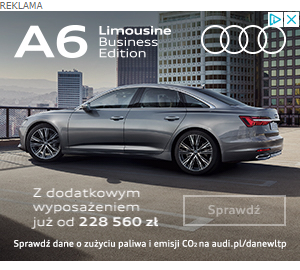 REKLAMA
A6 Limousine
Business
Edition
Z dodatkowym
wyposażeniem
już od 228 560 zł
Sprawdź
Sprawdź dane o zużyciu paliwa i emisji CO₂ na audi.pl/danewltp